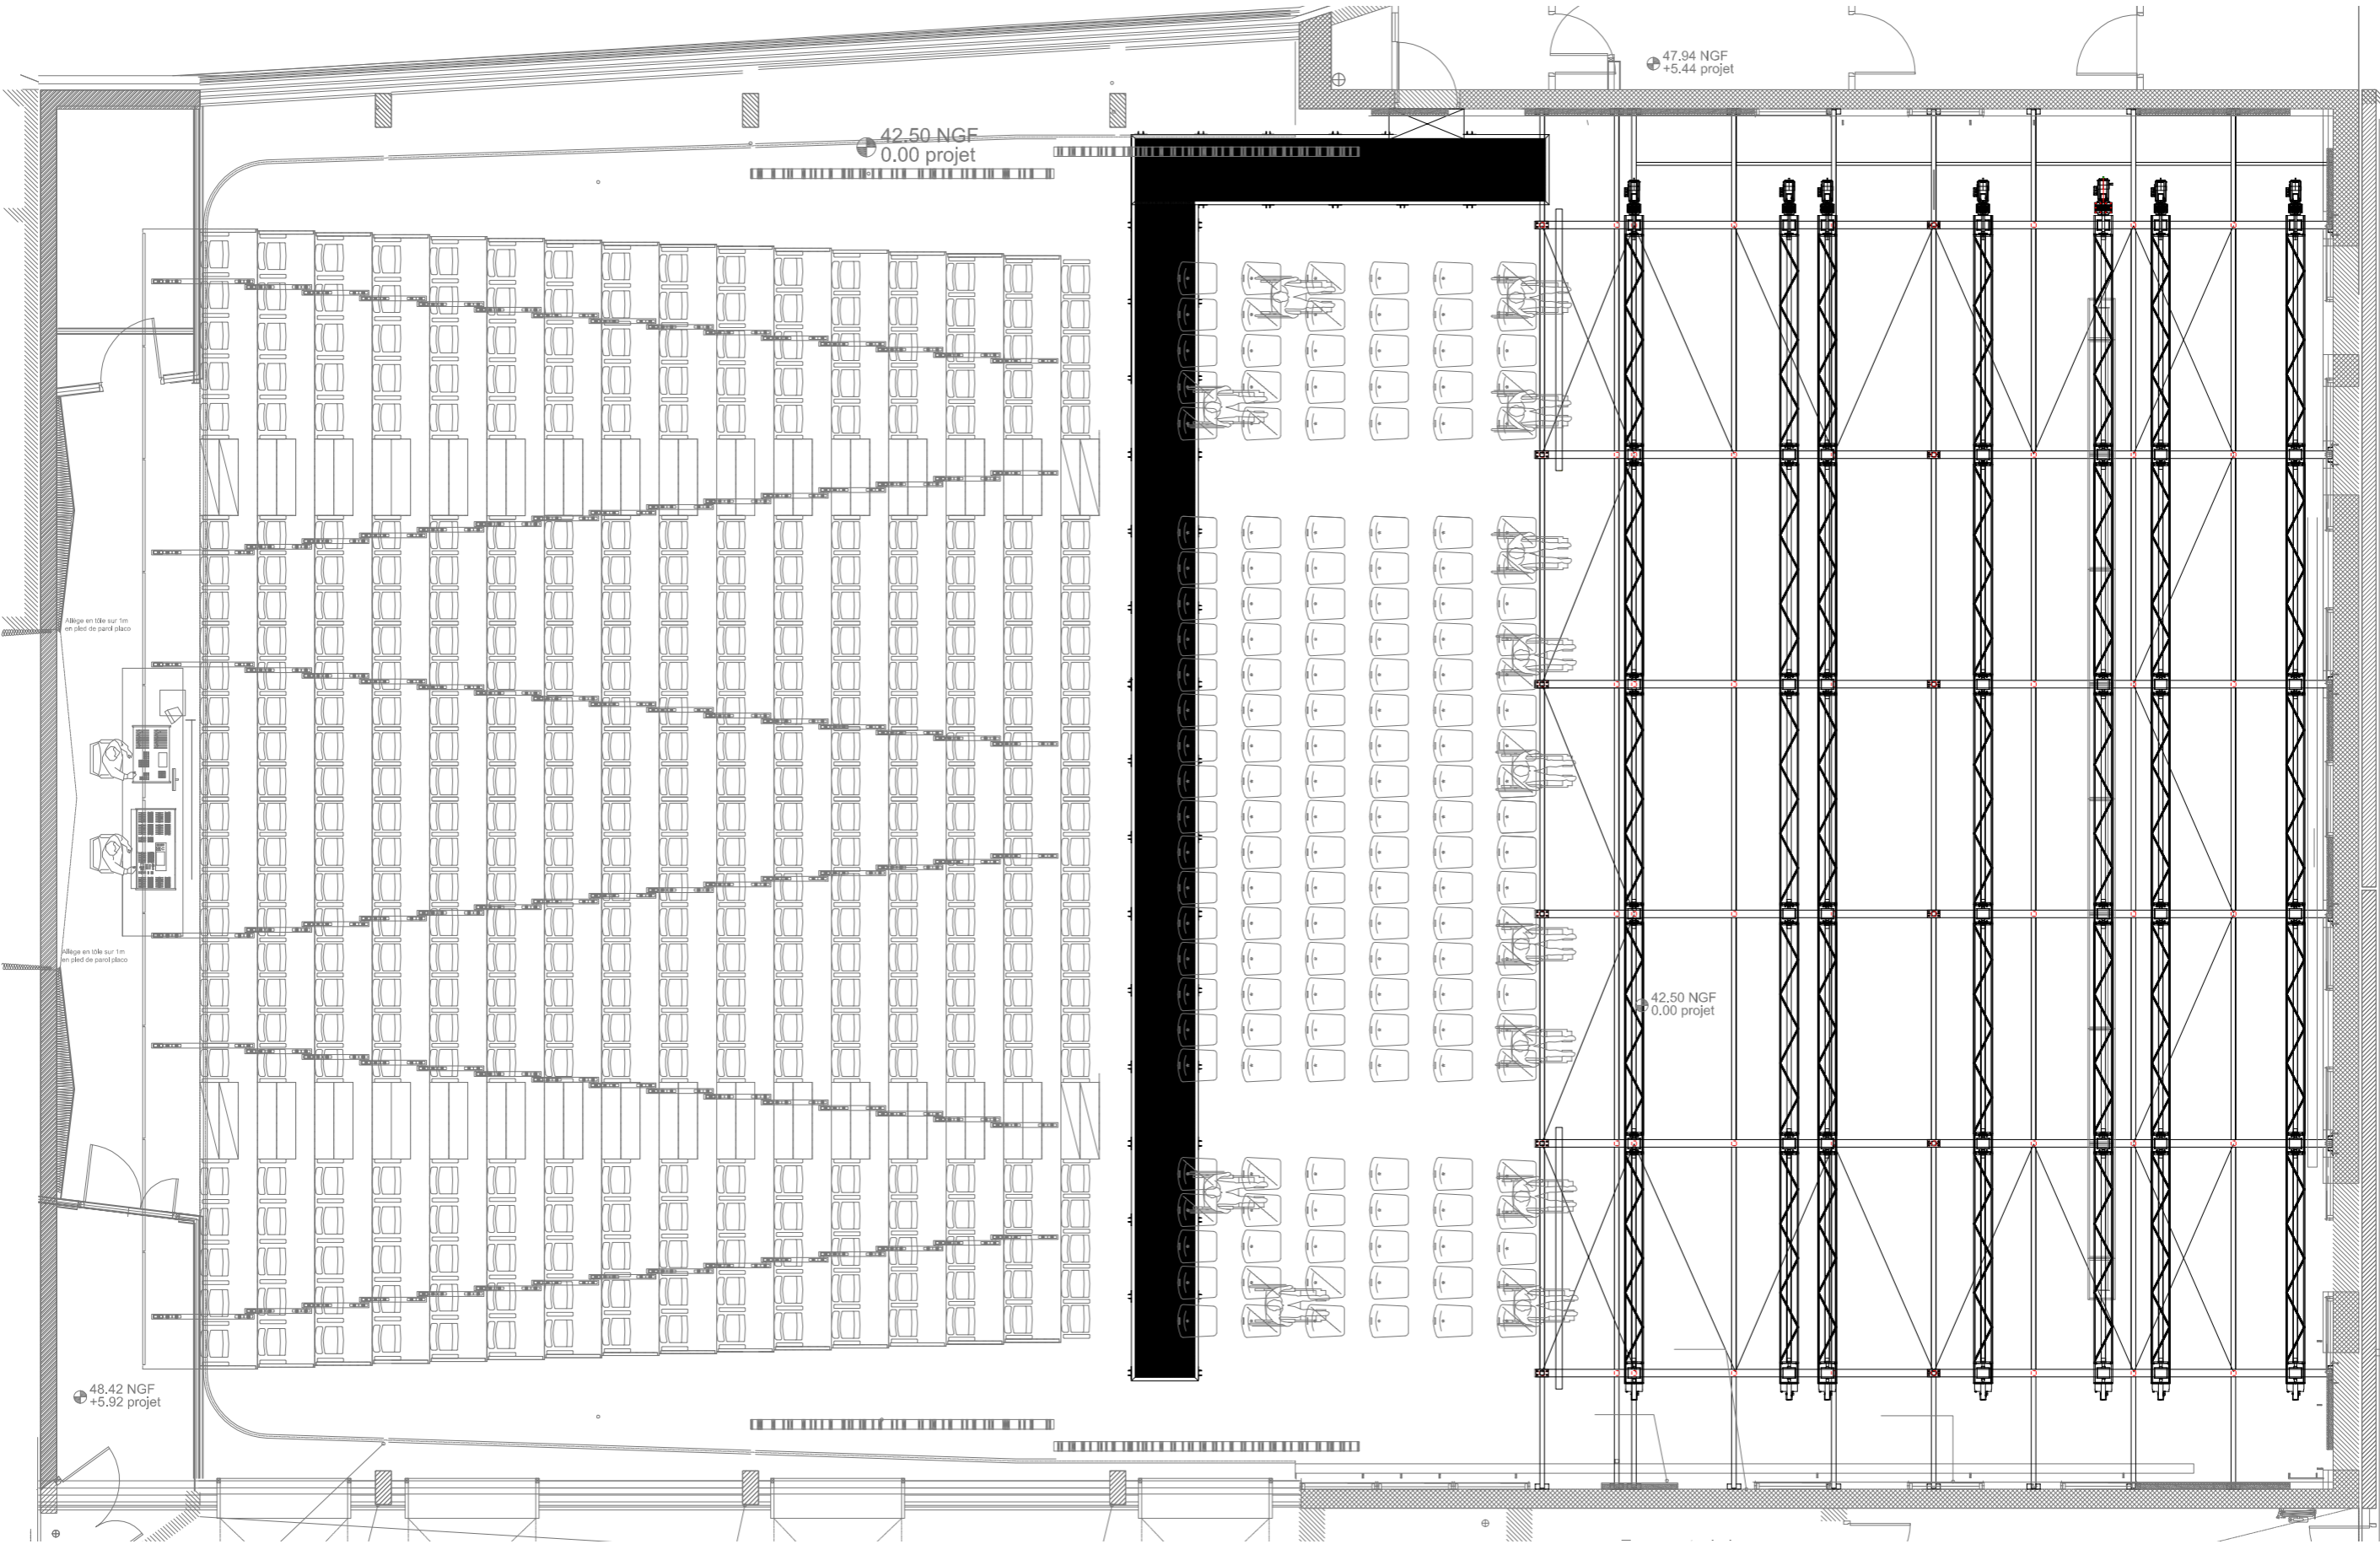 47.94 NGF
+5.44 projet
42.50 NGF
0.00 projet
Allège en tôle sur 1m
en pied de paroi placo
Allège en tôle sur 1m
en pied de paroi placo
42.50 NGF
0.00 projet
48.42 NGF
+5.92 projet